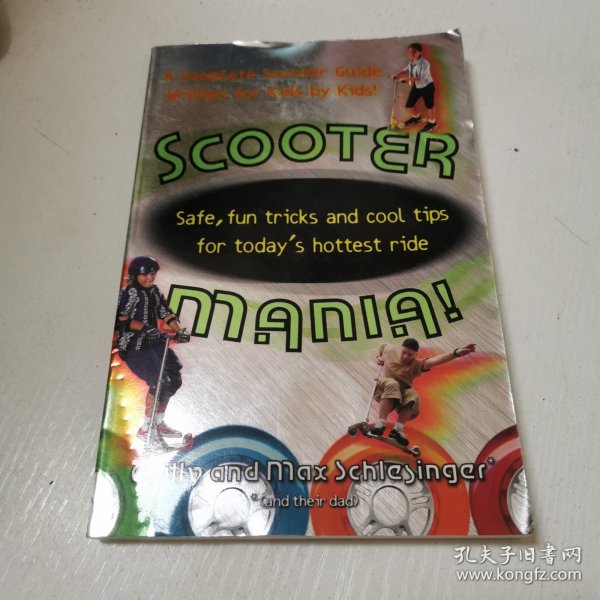 A Complete Scooter Guide
Written for Kids by Kids!
SCOOTER
Safe, fun tricks and cool tips
for today's hottest ride
MANIA!
and Max Schlesinger*
*(and their dad)
孔夫子旧书网
www.kongfz.com